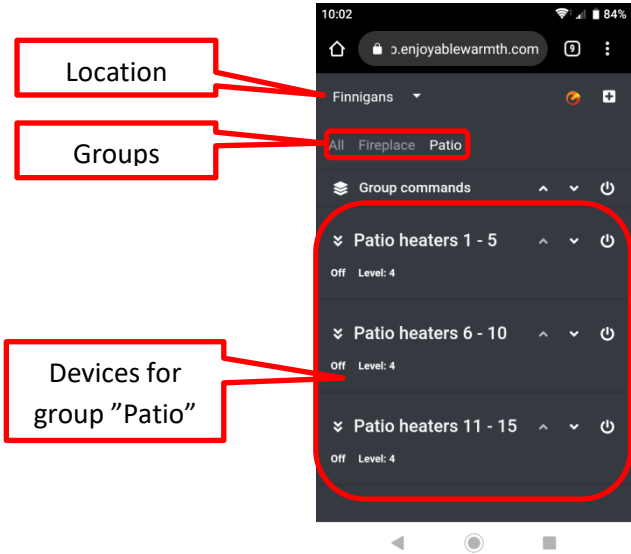 10:02 84%
ɔ.enjoyablewarmth.com 9
Location
Finnigans
Groups
All Fireplace Patio
Group commands
Patio heaters 1 - 5
Off Level: 4
Patio heaters 6 - 10
Off Level: 4
Devices for
group ”Patio”
Patio heaters 11 - 15
Off Level: 4